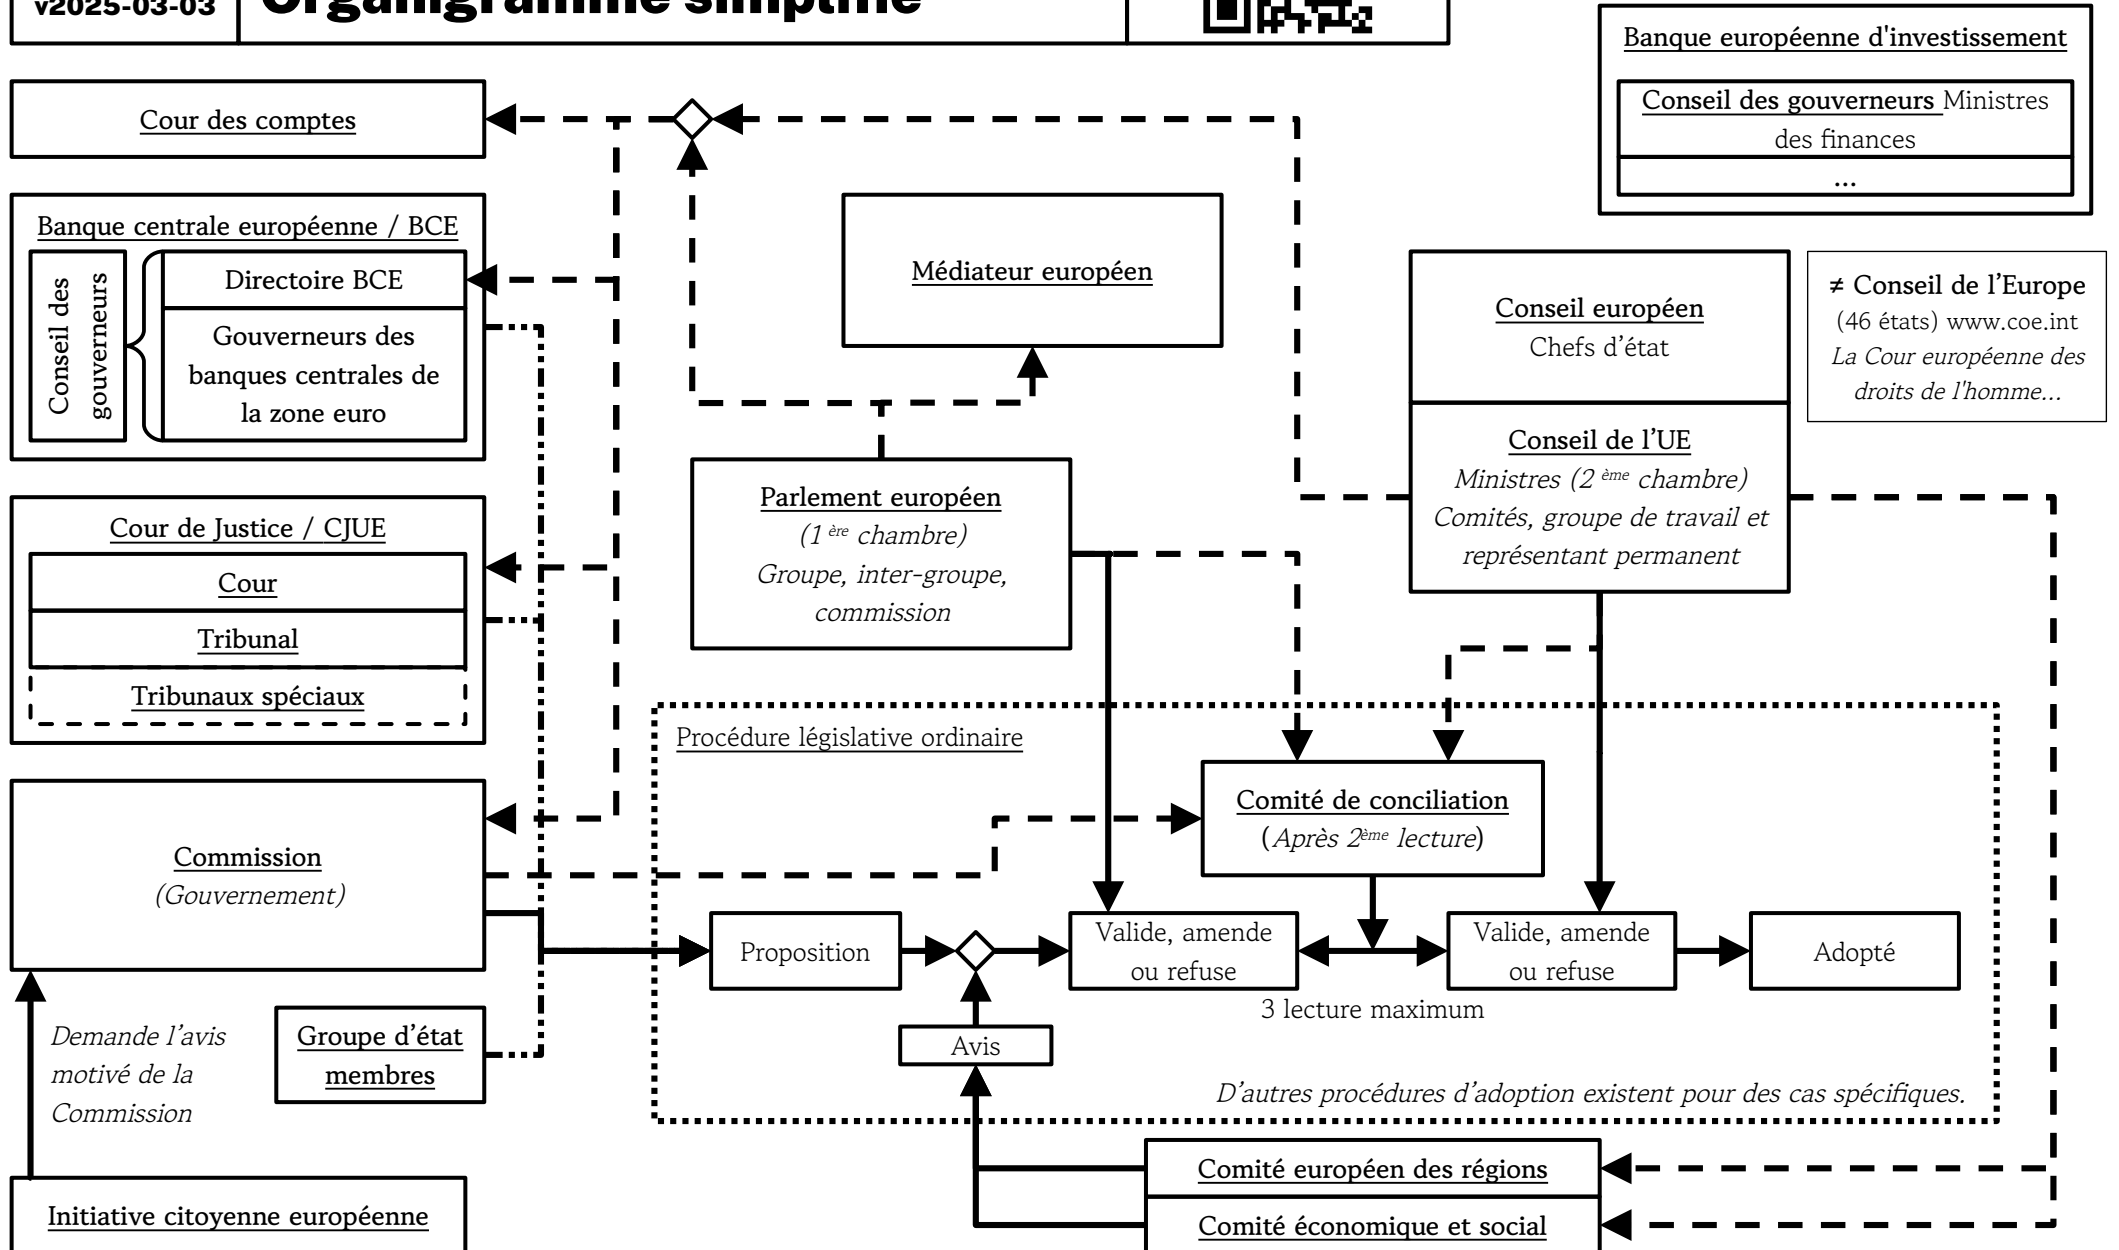 v2025-03-03
Organigramme simplifié
Banque européenne d'investissement
Conseil des gouverneurs Ministres
des finances
...
Cour des comptes
Banque centrale européenne / BCE
Conseil des
gouverneurs
Directoire BCE
Gouverneurs des
banques centrales de
la zone euro
Médiateur européen
Conseil européen
Chefs d’état
≠ Conseil de l’Europe
(46 états) www.coe.int
La Cour européenne des
droits de l'homme...
Conseil de l’UE
Ministres (2 ème chambre)
Comités, groupe de travail et
représentant permanent
Parlement européen
(1 ère chambre)
Groupe, inter-groupe,
commission
Cour de Justice / CJUE
Cour
Tribunal
Tribunaux spéciaux
Procédure législative ordinaire
Comité de conciliation
(Après 2ème lecture)
Commission
(Gouvernement)
Proposition
Valide, amende
ou refuse
Valide, amende
ou refuse
Adopté
3 lecture maximum
Avis
Demande l’avis
motivé de la
Commission
Groupe d’état
membres
D’autres procédures d’adoption existent pour des cas spécifiques.
Comité européen des régions
Comité économique et social
Initiative citoyenne européenne